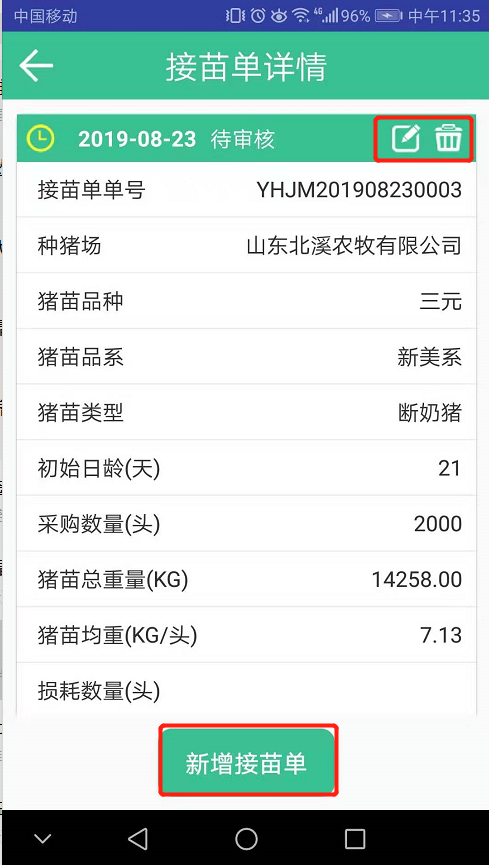 中国移动 4G 96% 中午11:35
接苗单详情
2019-08-23 待审核
接苗单单号 YHJM201908230003
种猪场 山东北溪农牧有限公司
猪苗品种 三元
猪苗品系 新美系
猪苗类型 断奶猪
初始日龄(天) 21
采购数量(头) 2000
猪苗总重量(KG) 14258.00
猪苗均重(KG/头) 7.13
损耗数量(头)
新增接苗单